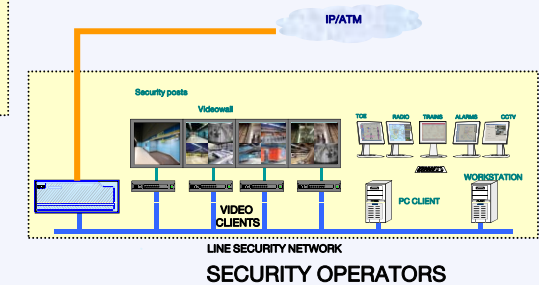 IP/ATM
Security posts
Videowall
TOE RADIO TRAINS ALARMS CCTV
WORKSTATION
PC CLIENT
VIDEO
CLIENTS
LINE SECURITY NETWORK
SECURITY OPERATORS